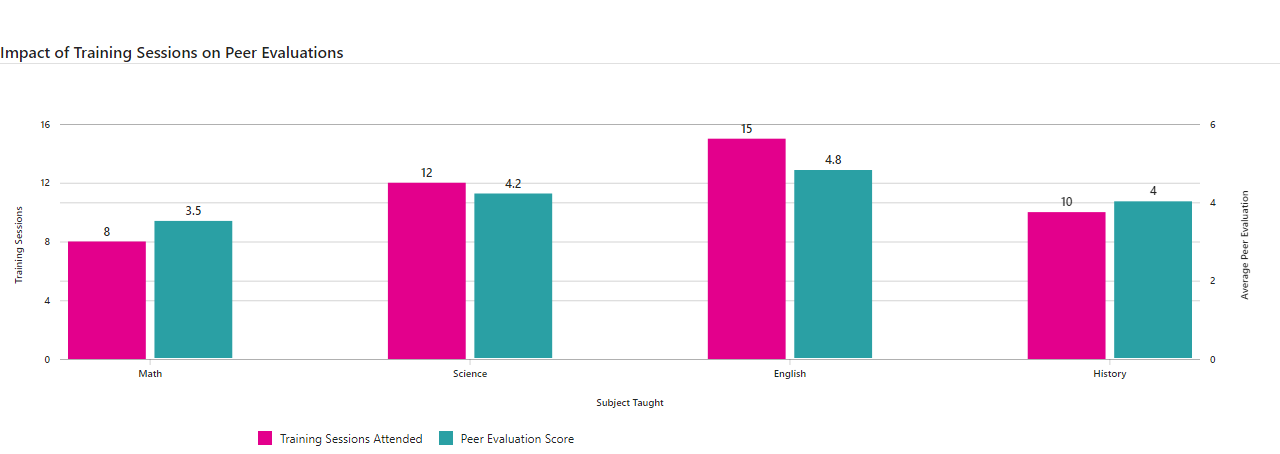 Impact of Training Sessions on Peer Evaluations
16
12
8
4
0
Training Sessions
6
4
2
0
Average Peer Evaluation
8
3.5
12
4.2
15
4.8
10
4
Math
Science
English
History
Subject Taught
Training Sessions Attended
Peer Evaluation Score